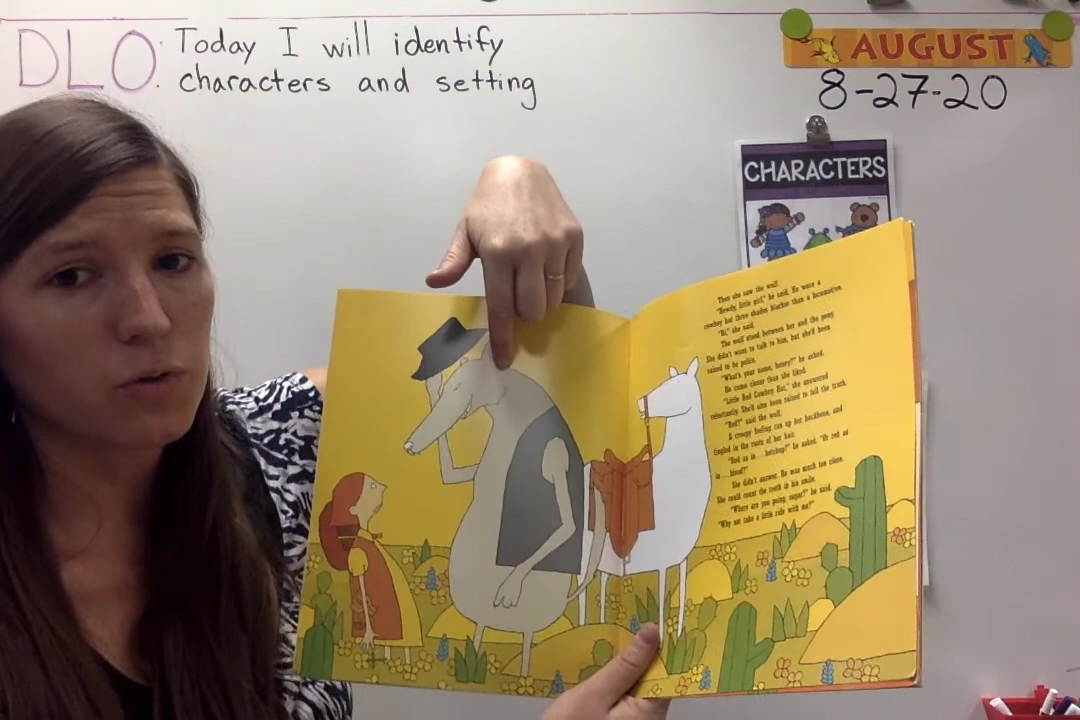 DLO: Today I will identify
characters and setting
AUGUST
8-27-20
CHARACTERS
Then she saw the wolf.
"Howdy, little girl," he said. He wore a
cowboy hat three shades blacker than a locomotive.
"Hi," she said.
The wolf stood between her and the pony.
She didn't want to talk to him, but she'd been
raised to be polite.
"What's your name, honey?" he asked.
He came closer than she liked.
"Little Red Cowboy Hat," she answered
reluctantly. She'd also been raised to tell the truth.
"Red?" said the wolf.
A creepy feeling ran up her backbone, and
tingled in the roots of her hair.
"Red as in . . . ketchup?" he asked. "Or red as
in . . . blood?"
She didn't answer. He was much too close.
She could count the teeth in his smile.
"Where are you going, sugar?" he said.
"Why not take a little ride with me?"